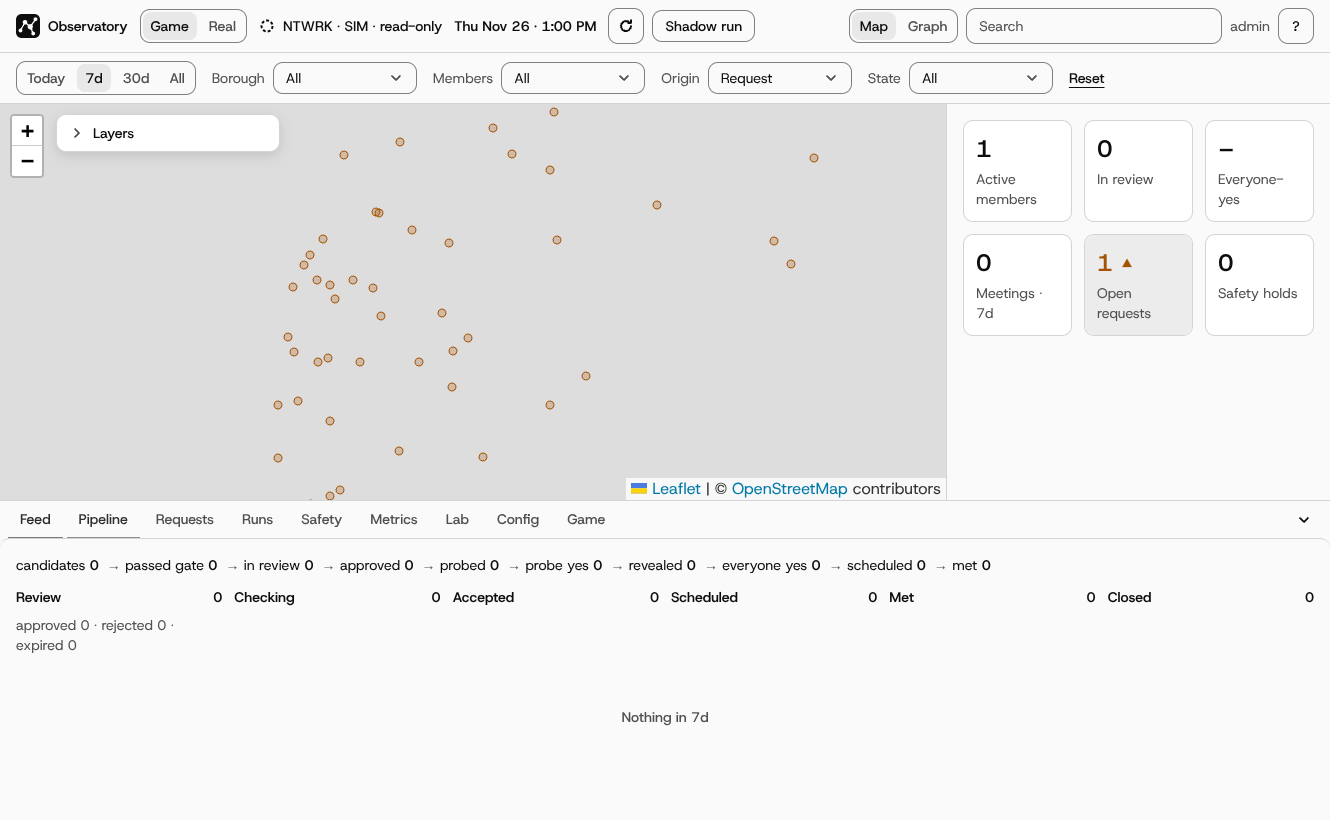 Observatory Game Real NTWRK · SIM · read-only Thu Nov 26 · 1:00 PM Shadow run Map Graph Search admin ?
Today 7d 30d All Borough All Members All Origin Request State All Reset
+
−
Layers
1
Active
members
0
In review
–
Everyone-
yes
0
Meetings ·
7d
1 ▲
Open
requests
0
Safety holds
Leaflet | © OpenStreetMap contributors
Feed Pipeline Requests Runs Safety Metrics Lab Config Game
candidates 0 → passed gate 0 → in review 0 → approved 0 → probed 0 → probe yes 0 → revealed 0 → everyone yes 0 → scheduled 0 → met 0
Review 0 Checking 0 Accepted 0 Scheduled 0 Met 0 Closed 0
approved 0 · rejected 0 ·
expired 0
Nothing in 7d